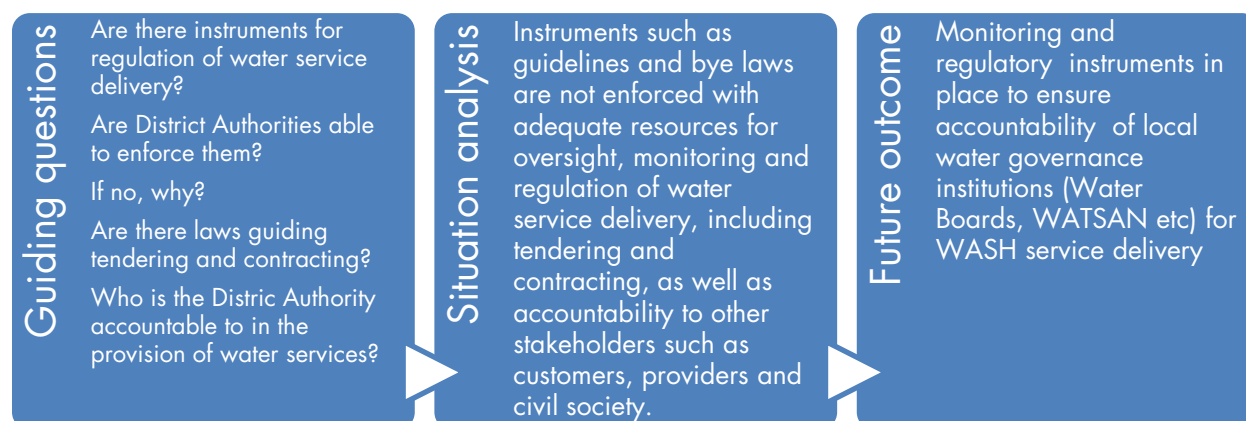 Guiding questions
Are there instruments for
regulation of water service
delivery?
Are District Authorities able
to enforce them?
If no, why?
Are there laws guiding
tendering and contracting?
Who is the Distric Authority
accountable to in the
provision of water services?
Situation analysis
Instruments such as
guidelines and bye laws
are not enforced with
adequate resources for
oversight, monitoring and
regulation of water
service delivery, including
tendering and
contracting, as well as
accountability to other
stakeholders such as
customers, providers and
civil society.
Future outcome
Monitoring and
regulatory instruments in
place to ensure
accountability of local
water governance
institutions (Water
Boards, WATSAN etc) for
WASH service delivery